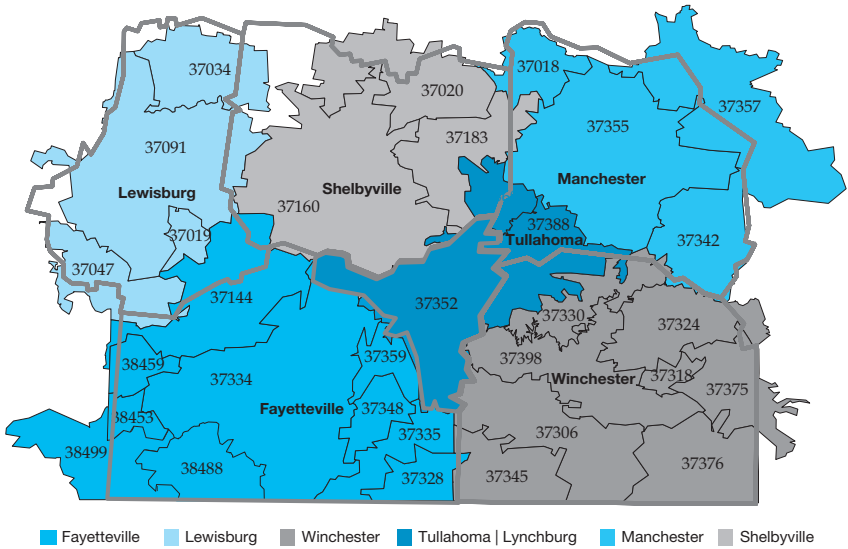 37034
37018
37020
37357
37355
37183
37091
Manchester
Shelbyville
Lewisburg
37160
37388
37019
Tullahoma
37342
37047
37144
37352
37330
37324
37359
37398
38459
37334
Winchester
37318
37375
Fayetteville
37348
38453
37335
37306
38499
38488
37376
37328
37345
Fayetteville
Lewisburg
Winchester
Tullahoma | Lynchburg
Manchester
Shelbyville